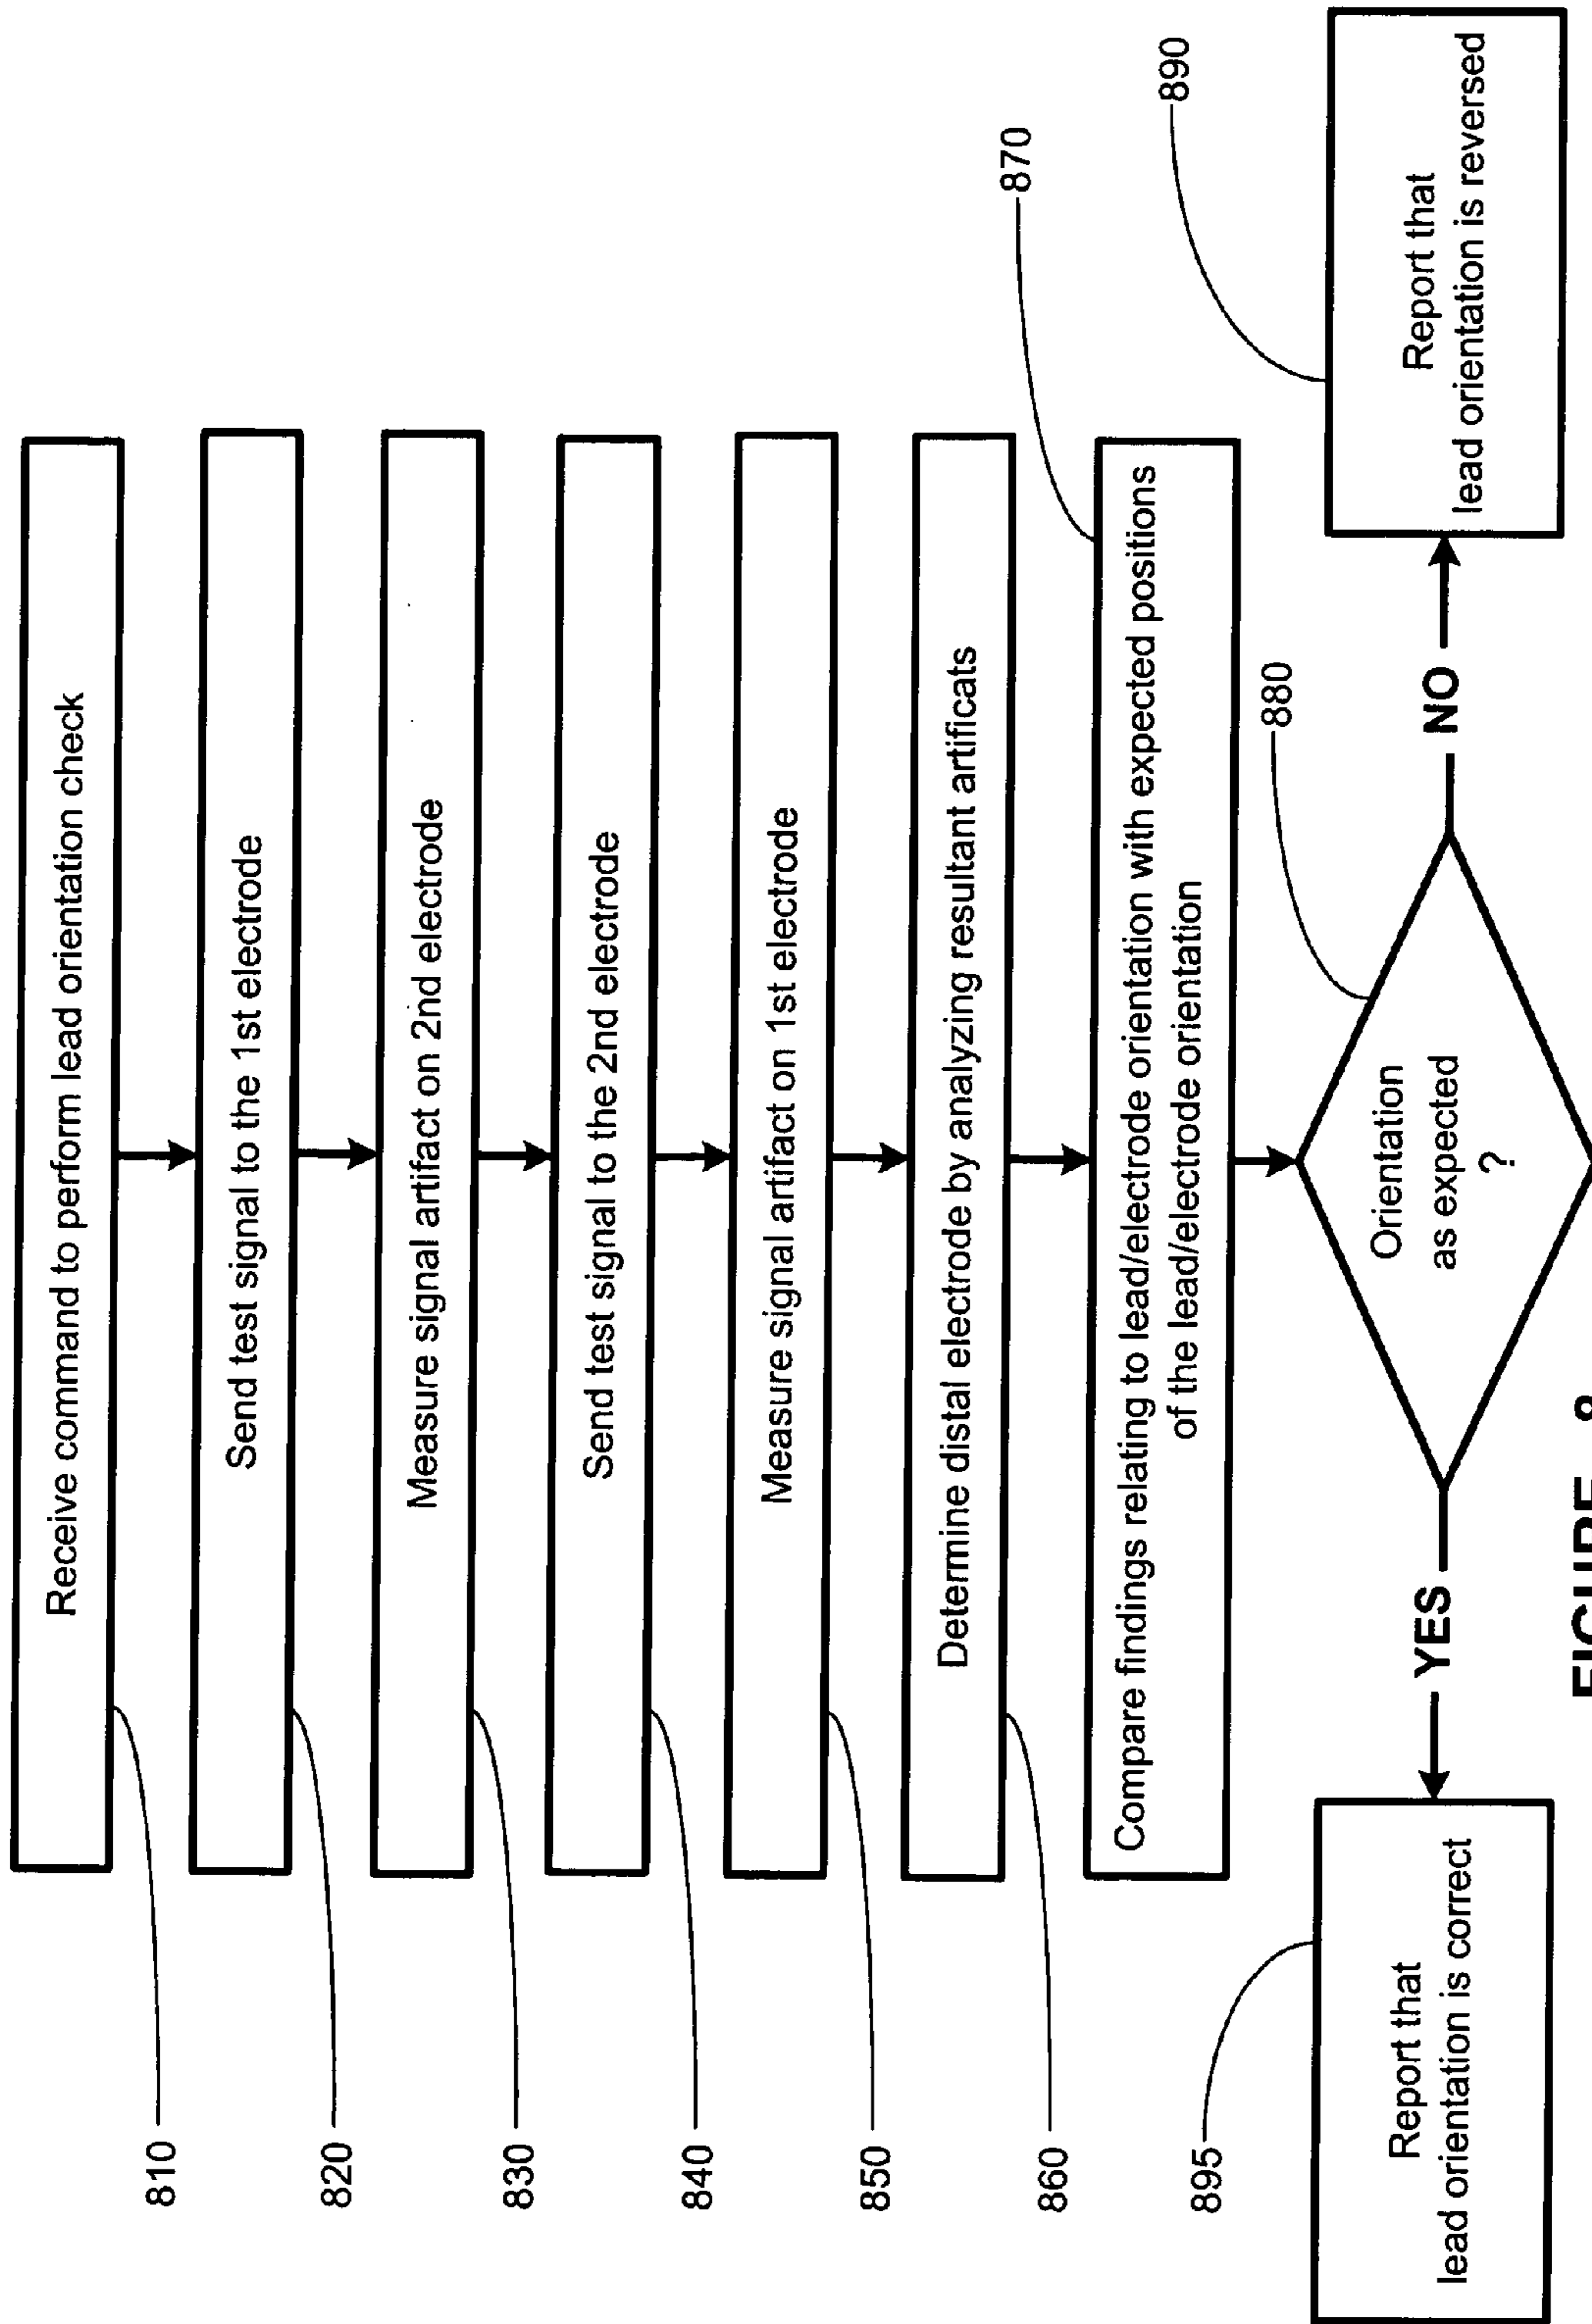 810
Receive command to perform lead orientation check
820
Send test signal to the 1st electrode
830
Measure signal artifact on 2nd electrode
840
Send test signal to the 2nd electrode
850
Measure signal artifact on 1st electrode
860
Determine distal electrode by analyzing resultant artificats
870
Compare findings relating to lead/electrode orientation with expected positions
of the lead/electrode orientation
880
Orientation
as expected
?
YES
NO
895
Report that
lead orientation is correct
890
Report that
lead orientation is reversed
FIGURE 8